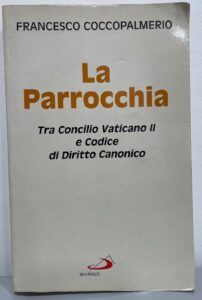 FRANCESCO COCCOPALMERIO
La
Parrocchia
Tra Concilio Vaticano II
e Codice
di Diritto Canonico
SAN PAOLO